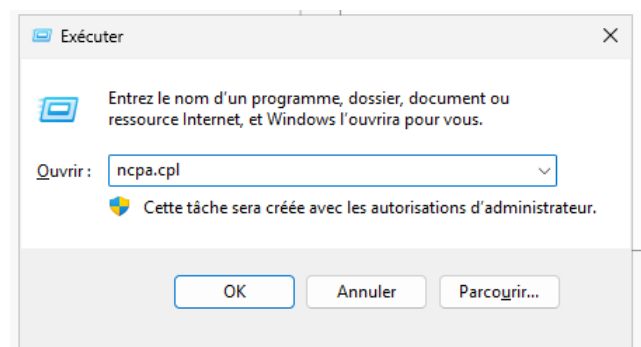 Exécuter
Entrez le nom d’un programme, dossier, document ou
ressource Internet, et Windows l’ouvrira pour vous.
Ouvrir : ncpa.cpl
Cette tâche sera créée avec les autorisations d’administrateur.
OK Annuler Parcourir...